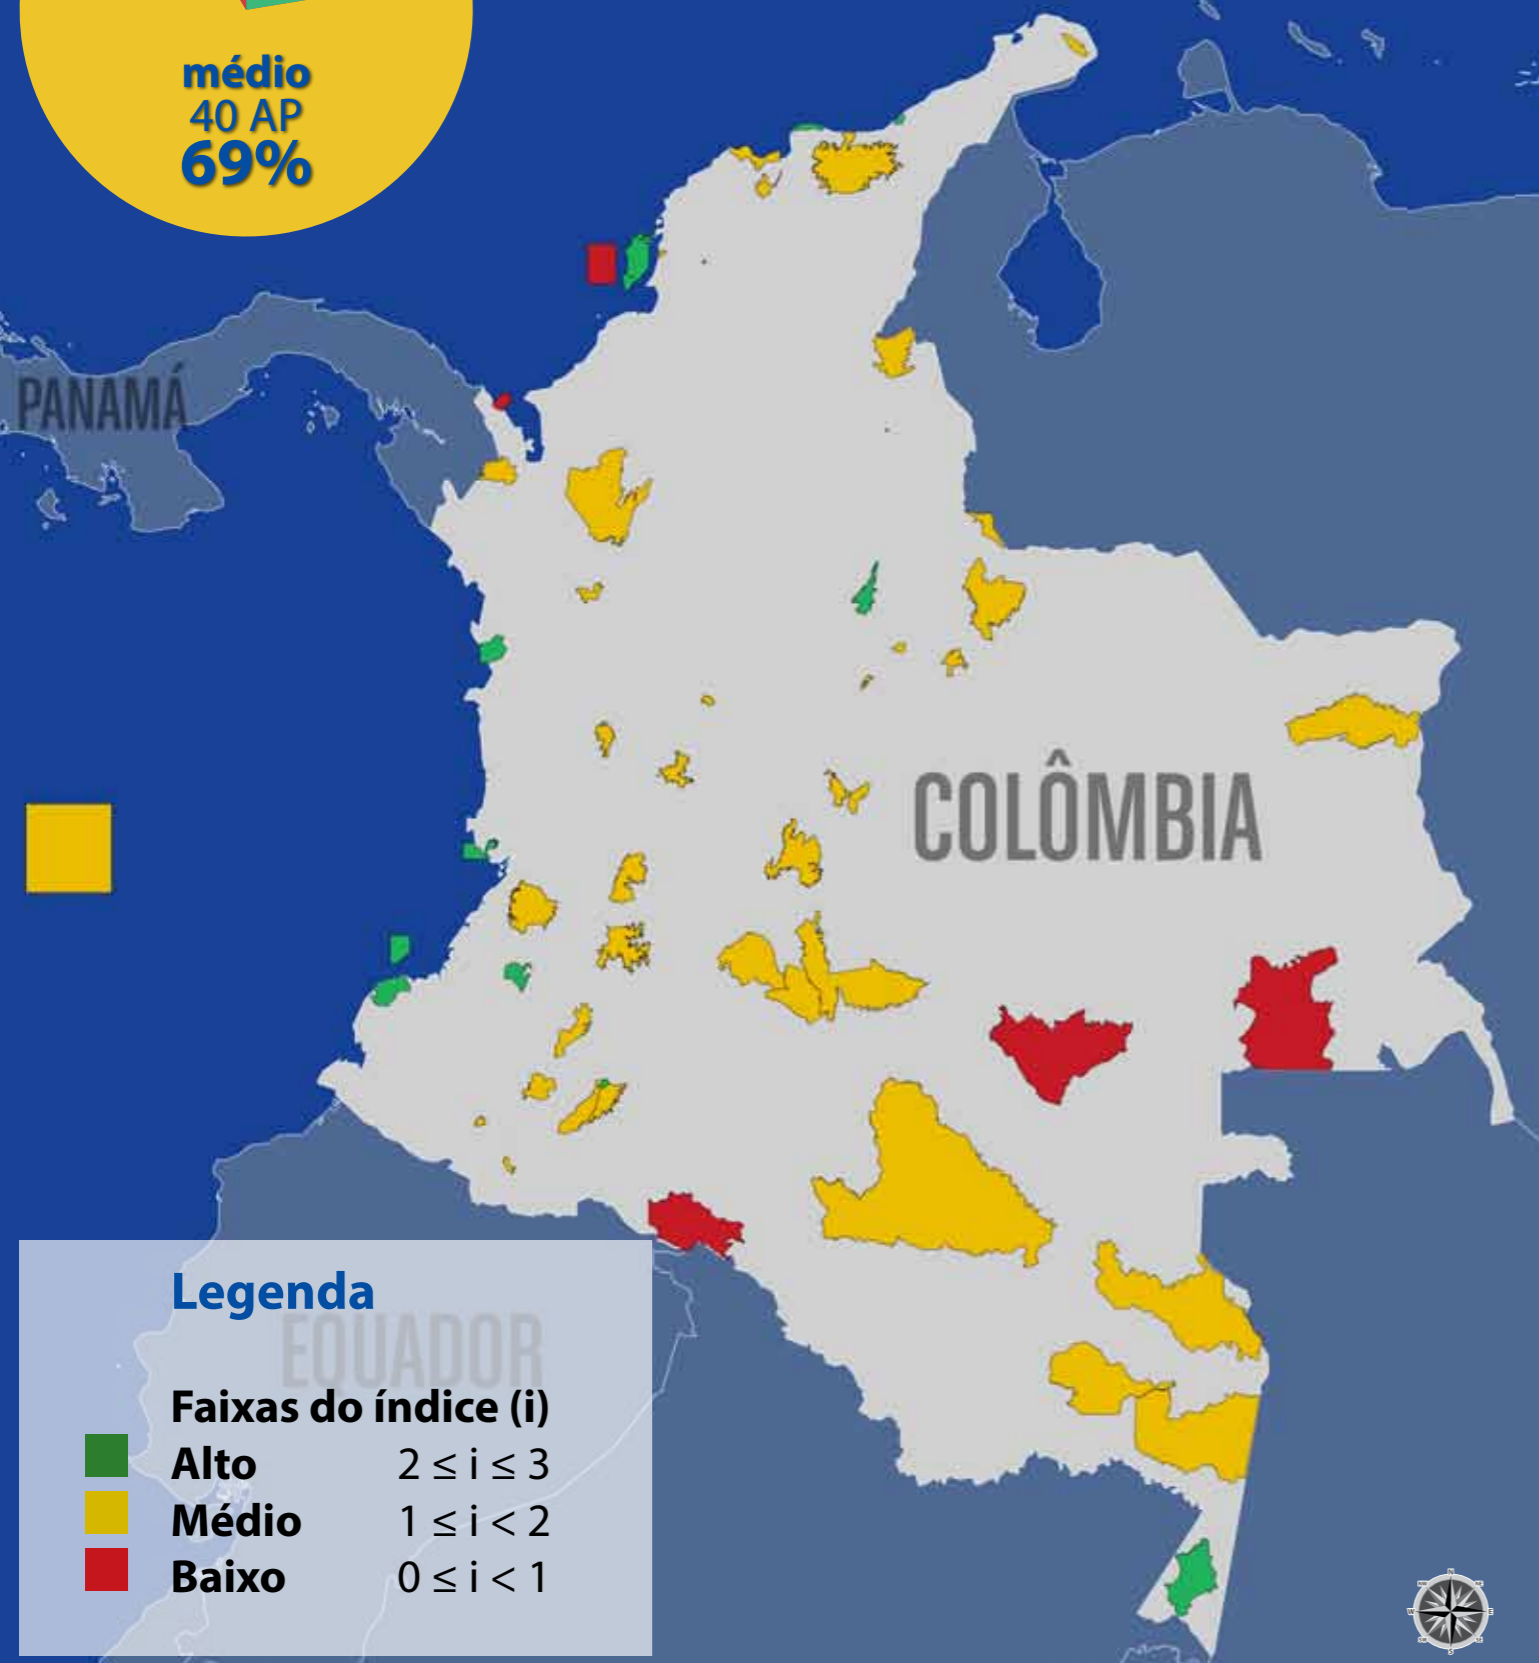 médio
40 AP
69%
PANAMÁ
COLÔMBIA
EQUADOR
Legenda
Faixas do índice (i)
Alto 2 ≤ i ≤ 3
Médio 1 ≤ i < 2
Baixo 0 ≤ i < 1